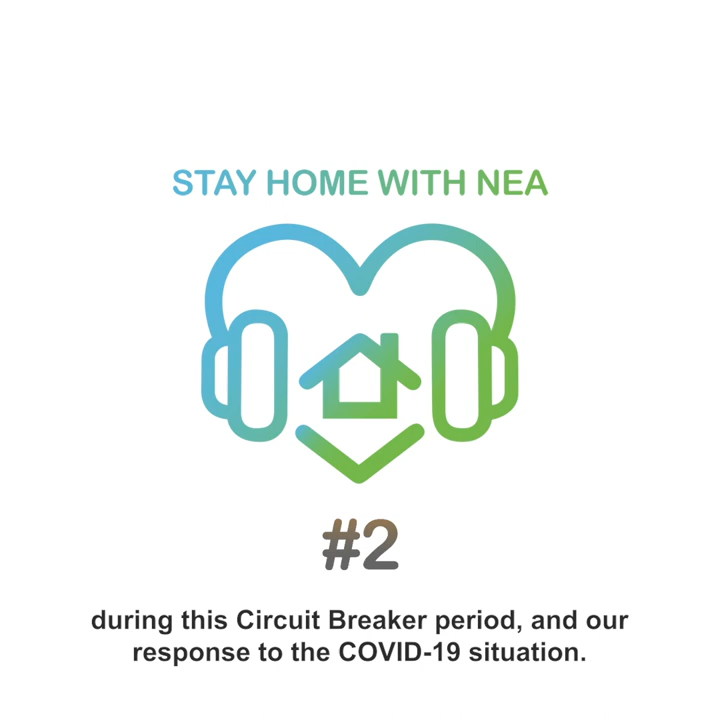 STAY HOME WITH NEA
#2
during this Circuit Breaker period, and our
response to the COVID-19 situation.